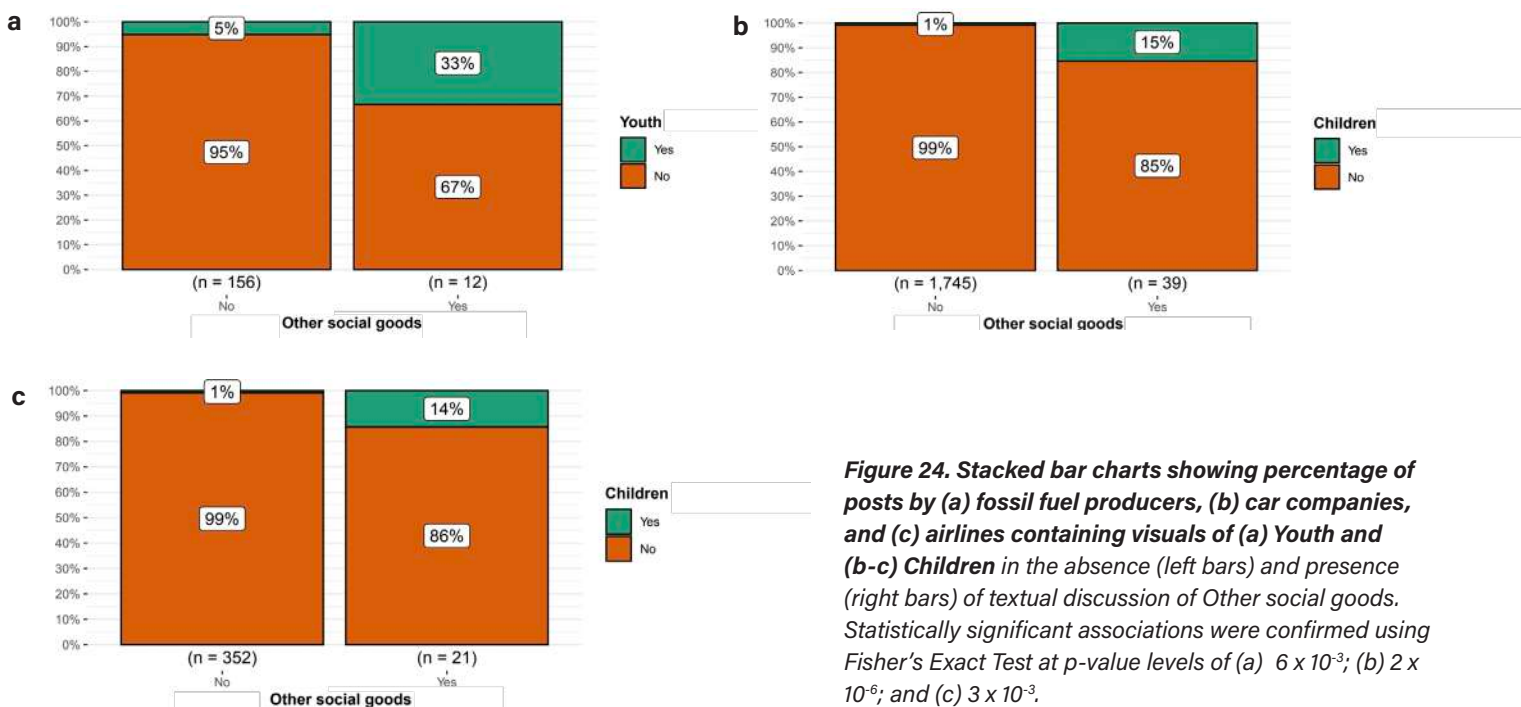 a
100%
90%
80%
70%
60%
50%
40%
30%
20%
10%
0%
5%
95%
33%
67%
(n = 156)
(n = 12)
No
Yes
Other social goods
Youth
Yes
No
b
100%
90%
80%
70%
60%
50%
40%
30%
20%
10%
0%
1%
99%
15%
85%
(n = 1,745)
(n = 39)
No
Yes
Other social goods
Children
Yes
No
c
100%
90%
80%
70%
60%
50%
40%
30%
20%
10%
0%
1%
99%
14%
86%
(n = 352)
(n = 21)
No
Yes
Other social goods
Children
Yes
No
Figure 24. Stacked bar charts showing percentage of
posts by (a) fossil fuel producers, (b) car companies,
and (c) airlines containing visuals of (a) Youth and
(b-c) Children in the absence (left bars) and presence
(right bars) of textual discussion of Other social goods.
Statistically significant associations were confirmed using
Fisher’s Exact Test at p-value levels of (a) 6 x 10⁻³; (b) 2 x
10⁻⁶; and (c) 3 x 10⁻³.